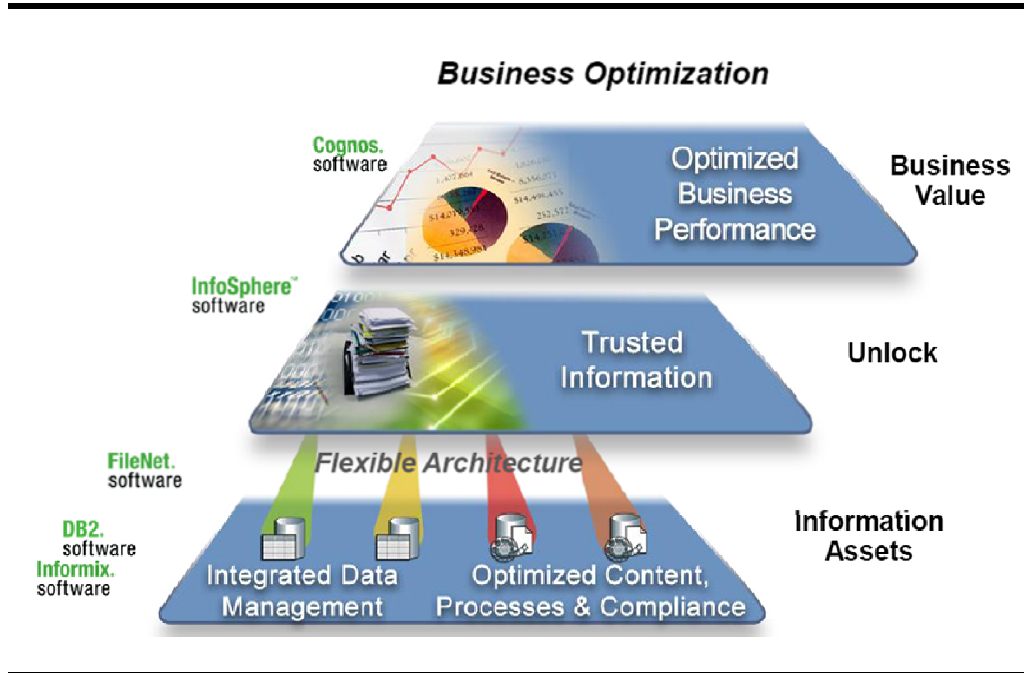 Business Optimization
Cognos.
software
Optimized
Business
Performance
Business
Value
InfoSphere™
software
Trusted
Information
Unlock
FileNet.
software
Flexible Architecture
DB2.
software
Informix.
software
Integrated Data
Management
Optimized Content,
Processes & Compliance
Information
Assets